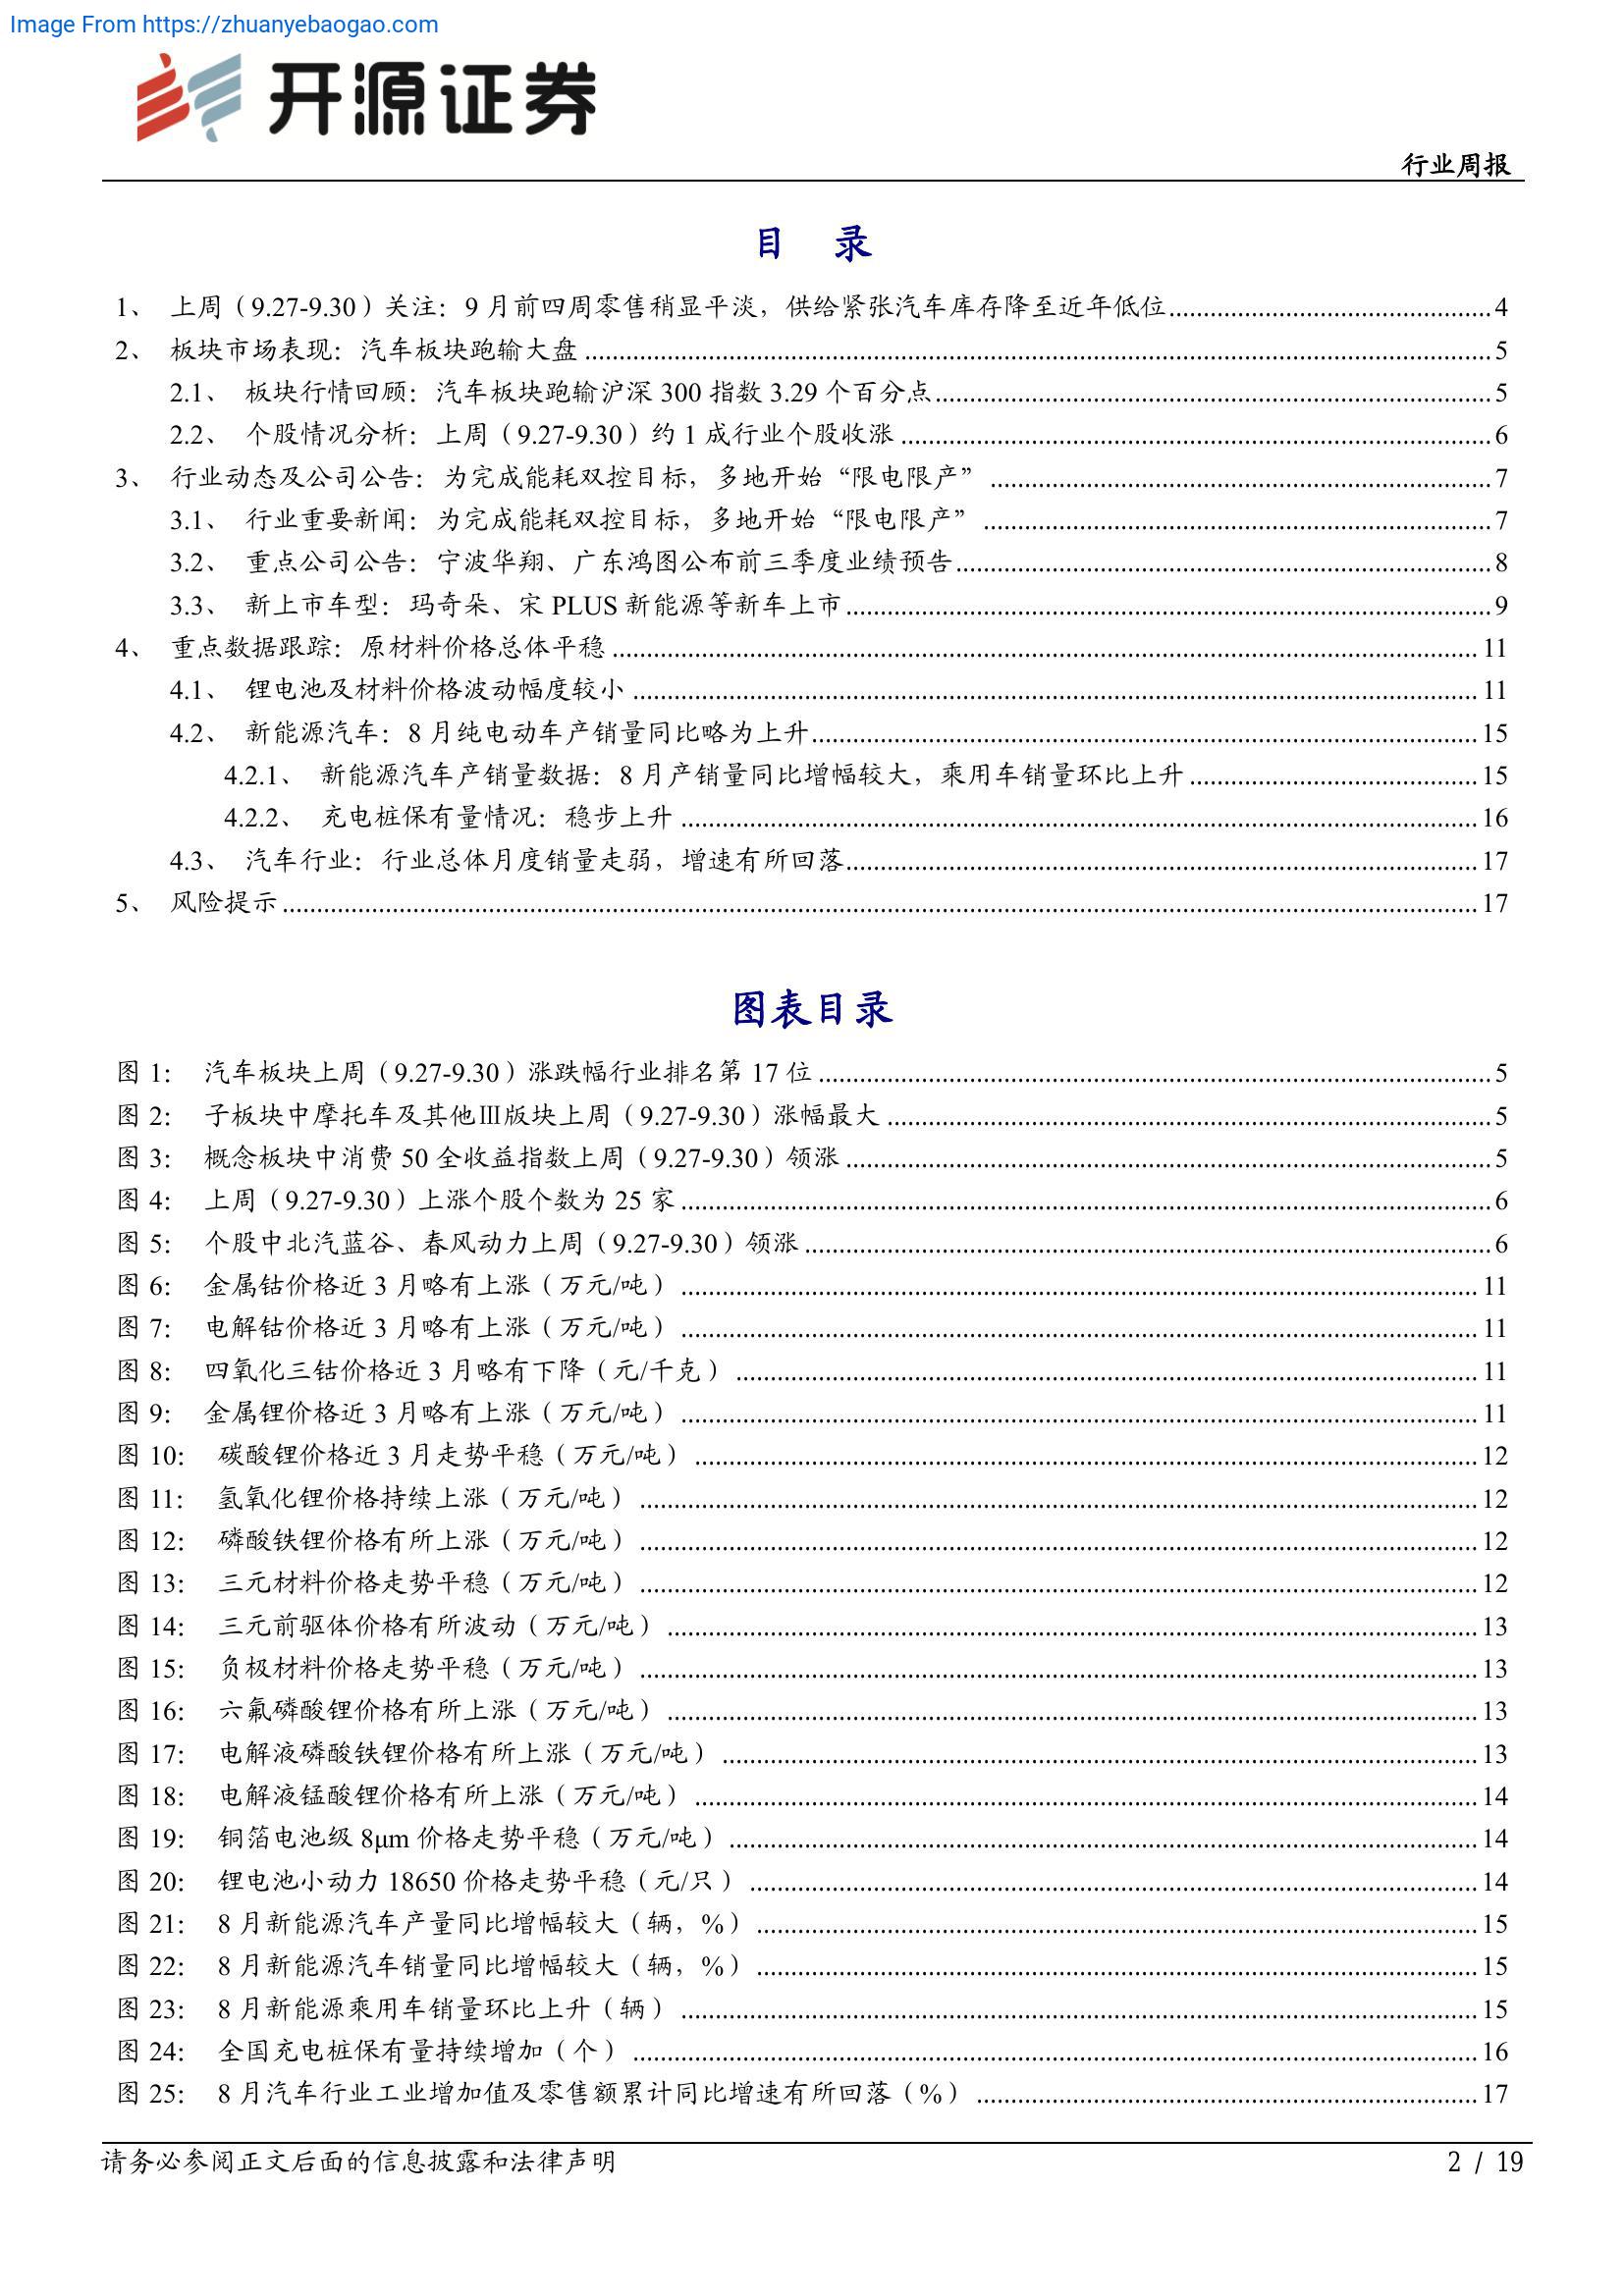 Image From https://zhuanyebaogao.com
开源证券
行业周报
目 录
1、 上周（9.27-9.30）关注：9 月前四周零售稍显平淡，供给紧张汽车库存降至近年低位 4
2、 板块市场表现：汽车板块跑输大盘 5
2.1、 板块行情回顾：汽车板块跑输沪深 300 指数 3.29 个百分点 5
2.2、 个股情况分析：上周（9.27-9.30）约 1 成行业个股收涨 6
3、 行业动态及公司公告：为完成能耗双控目标，多地开始“限电限产” 7
3.1、 行业重要新闻：为完成能耗双控目标，多地开始“限电限产” 7
3.2、 重点公司公告：宁波华翔、广东鸿图公布前三季度业绩预告 8
3.3、 新上市车型：玛奇朵、宋 PLUS 新能源等新车上市 9
4、 重点数据跟踪：原材料价格总体平稳 11
4.1、 锂电池及材料价格波动幅度较小 11
4.2、 新能源汽车：8 月纯电动车产销量同比略为上升 15
4.2.1、 新能源汽车产销量数据：8 月产销量同比增幅较大，乘用车销量环比上升 15
4.2.2、 充电桩保有量情况：稳步上升 16
4.3、 汽车行业：行业总体月度销量走弱，增速有所回落 17
5、 风险提示 17
图表目录
图 1： 汽车板块上周（9.27-9.30）涨跌幅行业排名第 17 位 5
图 2： 子板块中摩托车及其他Ⅲ版块上周（9.27-9.30）涨幅最大 5
图 3： 概念板块中消费 50 全收益指数上周（9.27-9.30）领涨 5
图 4： 上周（9.27-9.30）上涨个股个数为 25 家 6
图 5： 个股中北汽蓝谷、春风动力上周（9.27-9.30）领涨 6
图 6： 金属钴价格近 3 月略有上涨（万元/吨） 11
图 7： 电解钴价格近 3 月略有上涨（万元/吨） 11
图 8： 四氧化三钴价格近 3 月略有下降（元/千克） 11
图 9： 金属锂价格近 3 月略有上涨（万元/吨） 11
图 10： 碳酸锂价格近 3 月走势平稳（万元/吨） 12
图 11： 氢氧化锂价格持续上涨（万元/吨） 12
图 12： 磷酸铁锂价格有所上涨（万元/吨） 12
图 13： 三元材料价格走势平稳（万元/吨） 12
图 14： 三元前驱体价格有所波动（万元/吨） 13
图 15： 负极材料价格走势平稳（万元/吨） 13
图 16： 六氟磷酸锂价格有所上涨（万元/吨） 13
图 17： 电解液磷酸铁锂价格有所上涨（万元/吨） 13
图 18： 电解液锰酸锂价格有所上涨（万元/吨） 14
图 19： 铜箔电池级 8μm 价格走势平稳（万元/吨） 14
图 20： 锂电池小动力 18650 价格走势平稳（元/只） 14
图 21： 8 月新能源汽车产量同比增幅较大（辆，%） 15
图 22： 8 月新能源汽车销量同比增幅较大（辆，%） 15
图 23： 8 月新能源乘用车销量环比上升（辆） 15
图 24： 全国充电桩保有量持续增加（个） 16
图 25： 8 月汽车行业工业增加值及零售额累计同比增速有所回落（%） 17
请务必参阅正文后面的信息披露和法律声明 2 / 19